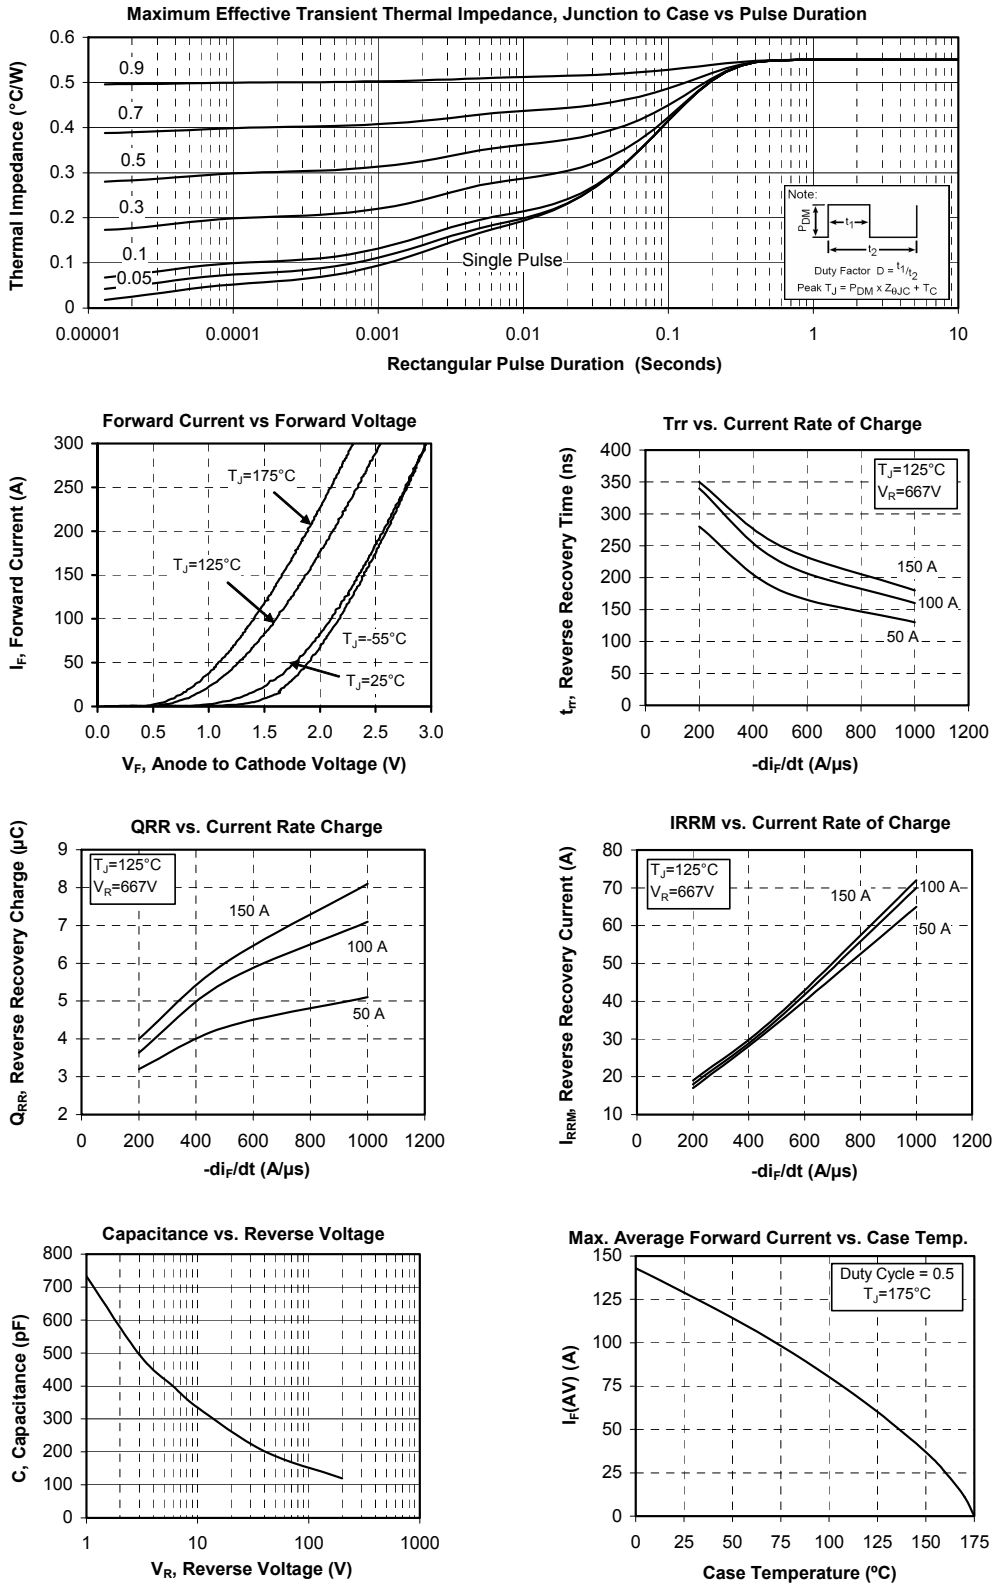 Maximum Effective Transient Thermal Impedance, Junction to Case vs Pulse Duration
Thermal Impedance (°C/W)
0.6
0.5
0.4
0.3
0.2
0.1
0
0.9
0.7
0.5
0.3
0.1
0.05
Single Pulse
Note:
PDM
t1
t2
Duty Factor D = t1/t2
Peak TJ = PDM x ZθJC + TC
0.00001 0.0001 0.001 0.01 0.1 1 10
Rectangular Pulse Duration (Seconds)
Forward Current vs Forward Voltage
IF, Forward Current (A)
300
250
200
150
100
50
0
TJ=175°C
TJ=125°C
TJ=-55°C
TJ=25°C
0.0 0.5 1.0 1.5 2.0 2.5 3.0
VF, Anode to Cathode Voltage (V)
Trr vs. Current Rate of Charge
trr, Reverse Recovery Time (ns)
400
350
300
250
200
150
100
50
0
TJ=125°C
VR=667V
150 A
100 A
50 A
0 200 400 600 800 1000 1200
-diF/dt (A/µs)
QRR vs. Current Rate Charge
QRR, Reverse Recovery Charge (µC)
9
8
7
6
5
4
3
2
TJ=125°C
VR=667V
150 A
100 A
50 A
0 200 400 600 800 1000 1200
-diF/dt (A/µs)
IRRM vs. Current Rate of Charge
IRRM, Reverse Recovery Current (A)
80
70
60
50
40
30
20
10
TJ=125°C
VR=667V
150 A
100 A
50 A
0 200 400 600 800 1000 1200
-diF/dt (A/µs)
Capacitance vs. Reverse Voltage
C, Capacitance (pF)
800
700
600
500
400
300
200
100
0
1 10 100 1000
VR, Reverse Voltage (V)
Max. Average Forward Current vs. Case Temp.
IF(AV) (A)
150
125
100
75
50
25
0
Duty Cycle = 0.5
TJ=175°C
0 25 50 75 100 125 150 175
Case Temperature (ºC)